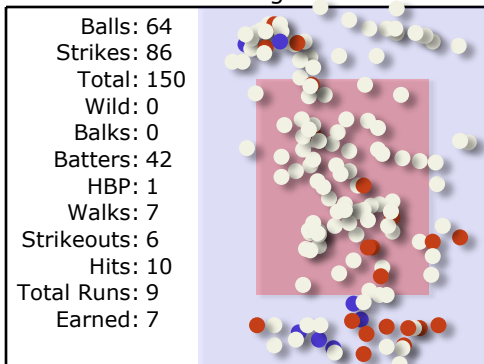 Balls: 64
Strikes: 86
Total: 150
Wild: 0
Balks: 0
Batters: 42
HBP: 1
Walks: 7
Strikeouts: 6
Hits: 10
Total Runs: 9
Earned: 7